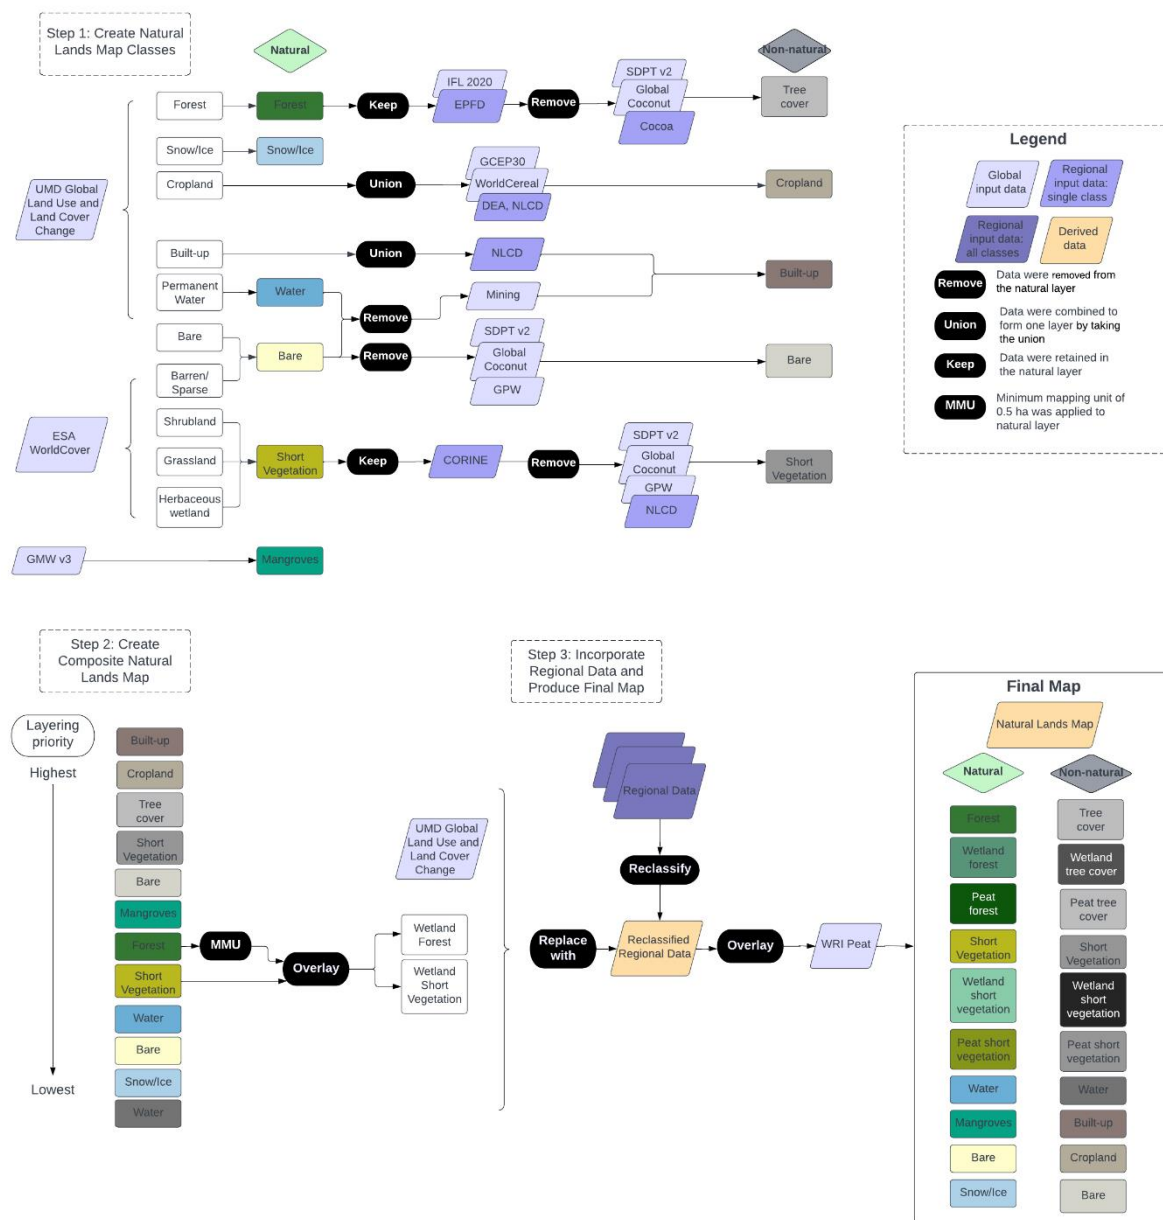 Step 1: Create Natural
Lands Map Classes
Natural
Non-natural
Forest
Forest
Keep
IFL 2020
EPFD
Remove
SDPT v2
Global
Coconut
Cocoa
Tree
cover
Snow/Ice
Snow/Ice
UMD Global
Land Use and
Land Cover
Change
Cropland
Union
GCEP30
WorldCereal
DEA, NLCD
Cropland
Built-up
Union
NLCD
Built-up
Permanent
Water
Water
Remove
Mining
Bare
Barren/
Sparse
Bare
Remove
SDPT v2
Global
Coconut
GPW
Bare
ESA
WorldCover
Shrubland
Grassland
Herbaceous
wetland
Short
Vegetation
Keep
CORINE
Remove
SDPT v2
Global
Coconut
GPW
NLCD
Short
Vegetation
GMW v3
Mangroves
Legend
Global
input data
Regional
input data:
single class
Regional
input data:
all classes
Derived
data
Remove
Data were removed from
the natural layer
Union
Data were combined to
form one layer by taking
the union
Keep
Data were retained in
the natural layer
MMU
Minimum mapping unit of
0.5 ha was applied to
natural layer
Step 2: Create
Composite Natural
Lands Map
Layering
priority
Highest
Lowest
Built-up
Cropland
Tree
cover
Short
Vegetation
Bare
Mangroves
Forest
Short
Vegetation
Water
Bare
Snow/Ice
Water
MMU
Overlay
UMD Global
Land Use and
Land Cover
Change
Wetland
Forest
Wetland
Short
Vegetation
Step 3: Incorporate
Regional Data and
Produce Final Map
Regional Data
Reclassify
Replace
with
Reclassified
Regional Data
Overlay
WRI Peat
Final Map
Natural Lands Map
Natural
Non-natural
Forest
Tree
cover
Wetland
forest
Wetland
tree cover
Peat
forest
Peat tree
cover
Short
Vegetation
Short
Vegetation
Wetland
short
vegetation
Wetland
short
vegetation
Peat short
vegetation
Peat short
vegetation
Water
Water
Mangroves
Built-up
Bare
Cropland
Snow/Ice
Bare